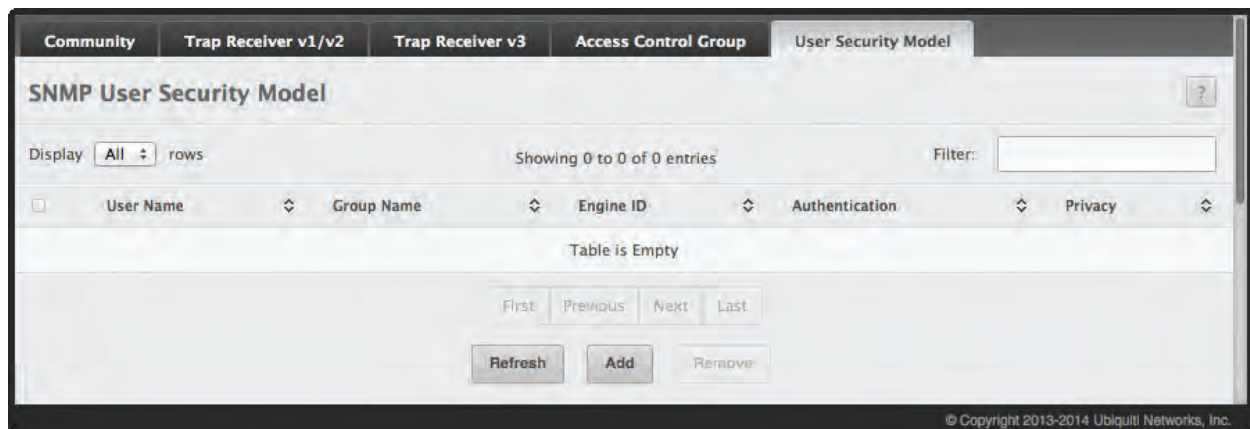 Community Trap Receiver v1/v2 Trap Receiver v3 Access Control Group User Security Model
SNMP User Security Model ?
Display All rows Showing 0 to 0 of 0 entries Filter:
User Name Group Name Engine ID Authentication Privacy
Table is Empty
First Previous Next Last
Refresh Add Remove
© Copyright 2013-2014 Ubiquiti Networks, Inc.